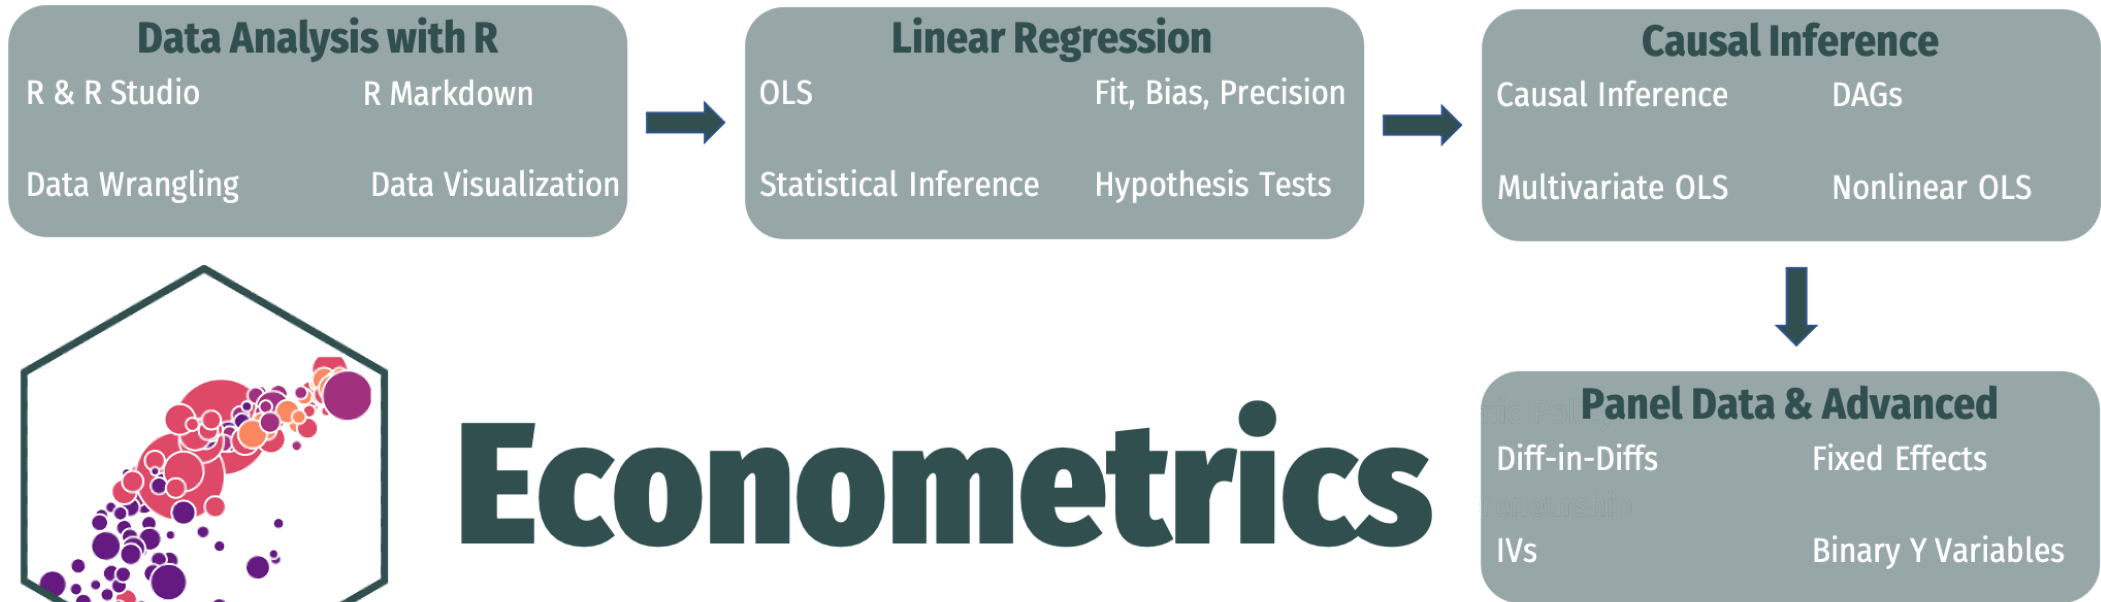 Data Analysis with R
R & R Studio
R Markdown
Data Wrangling
Data Visualization
Linear Regression
OLS
Fit, Bias, Precision
Statistical Inference
Hypothesis Tests
Causal Inference
Causal Inference
DAGs
Multivariate OLS
Nonlinear OLS
Panel Data & Advanced
Diff-in-Diffs
Fixed Effects
IVs
Binary Y Variables
Econometrics